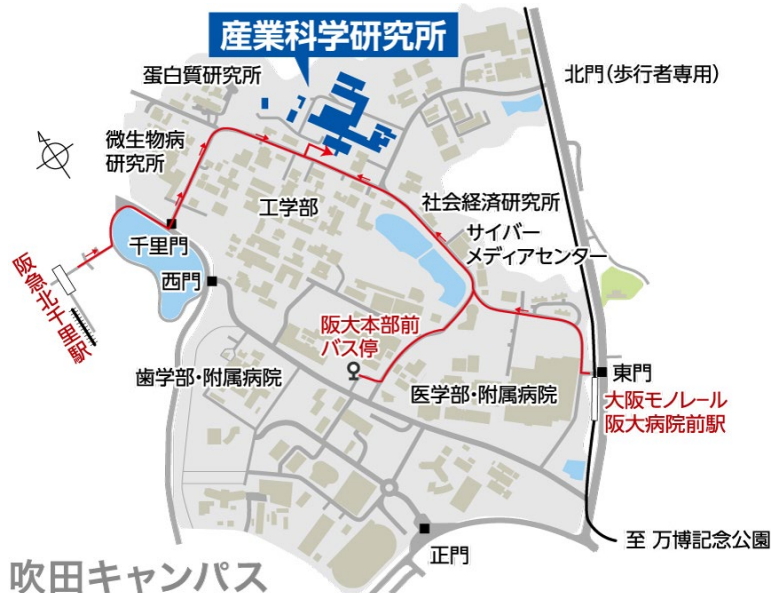 産業科学研究所
蛋白質研究所
北門(歩行者専用)
微生物病
研究所
社会経済研究所
工学部
サイバー
メディアセンター
千里門
西門
阪急北千里駅
阪大本部前
バス停
歯学部・附属病院
医学部・附属病院
東門
大阪モノレール
阪大病院前駅
至 万博記念公園
正門
吹田キャンパス